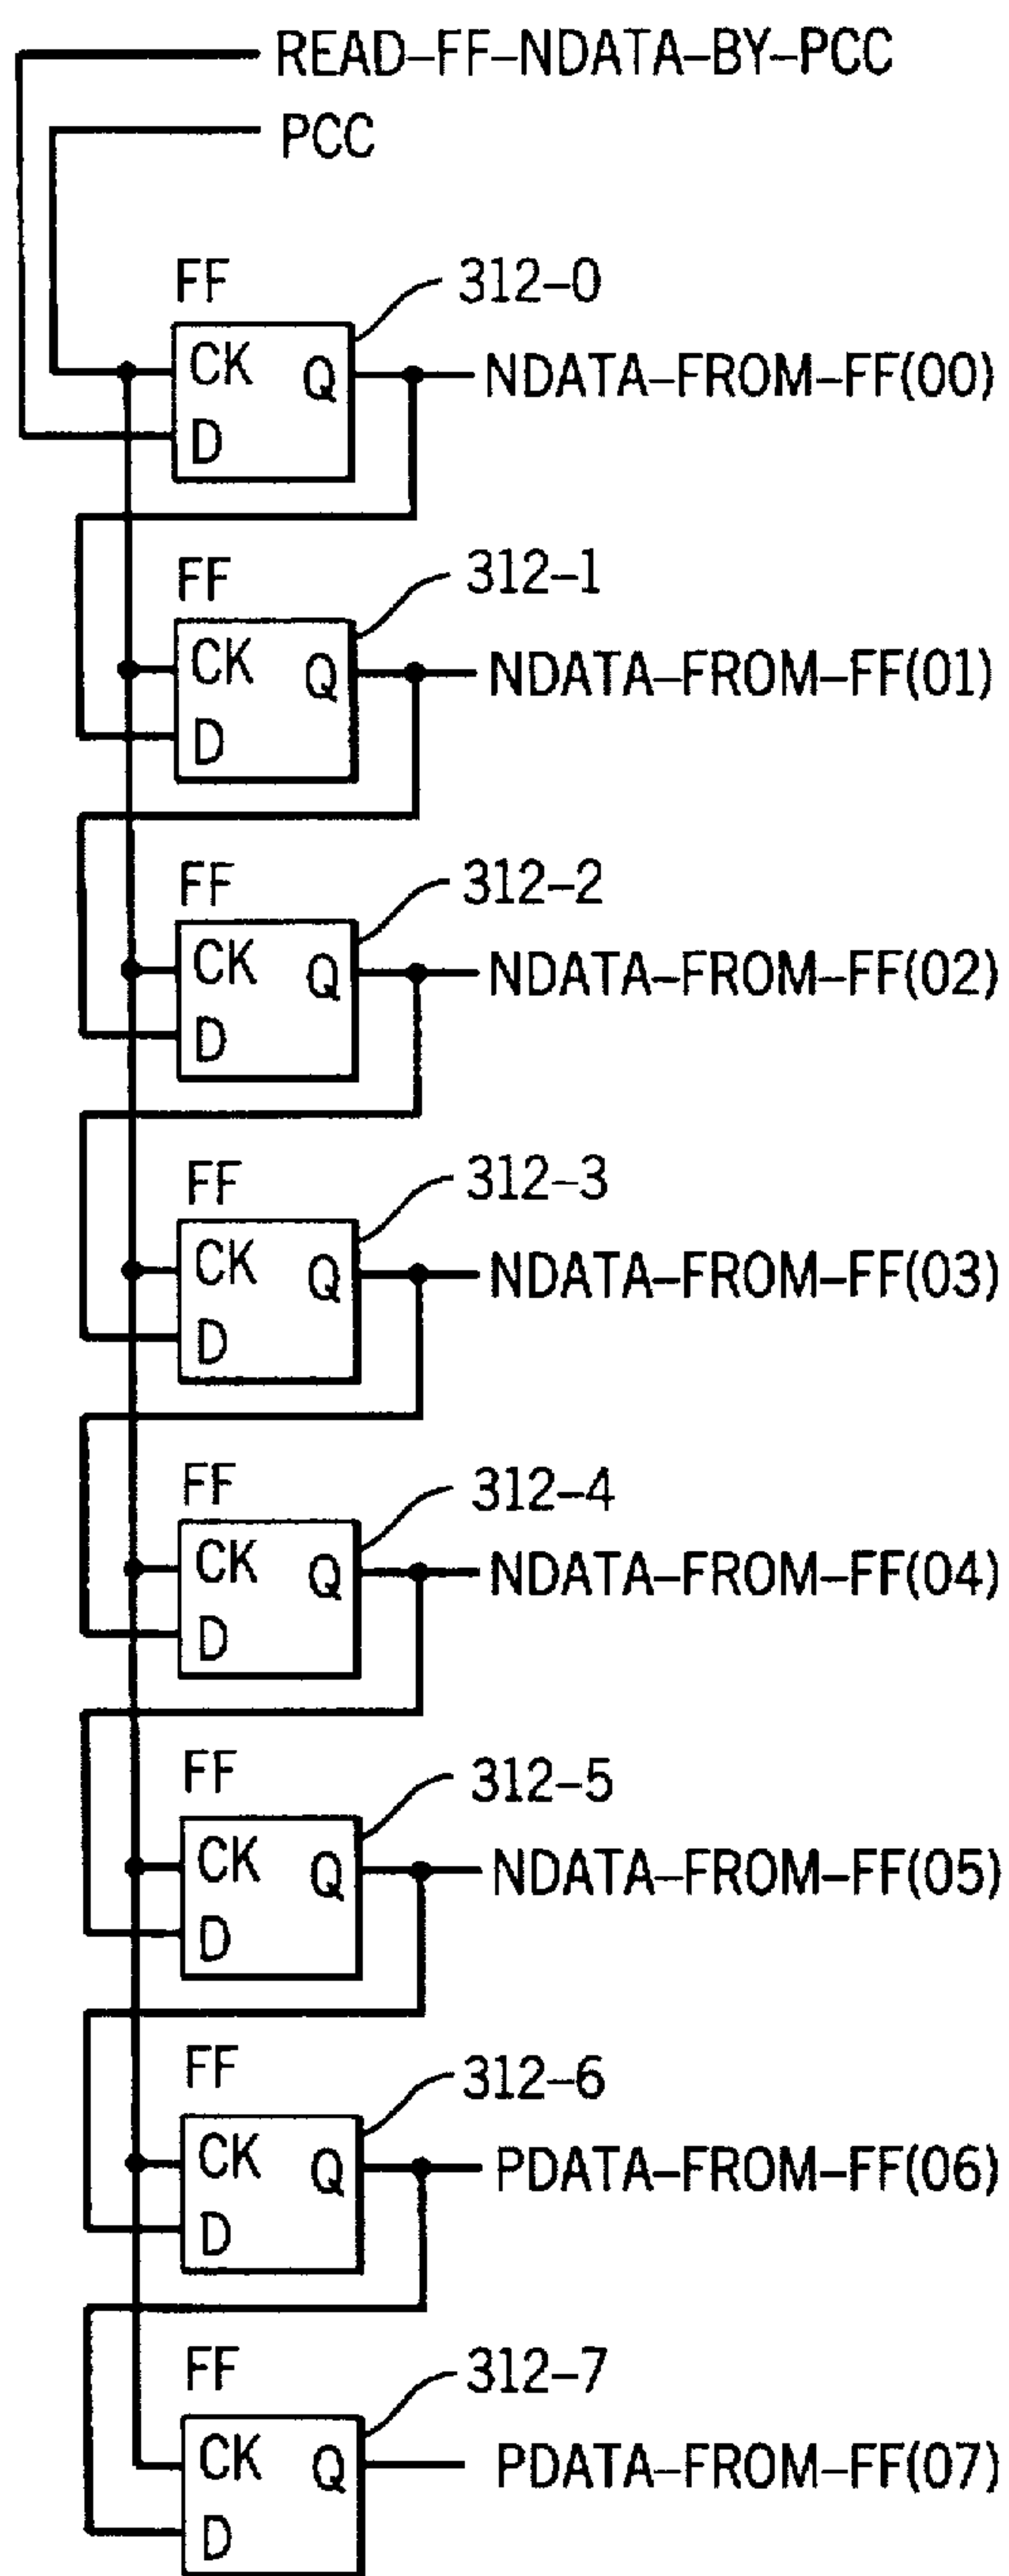 READ-FF-NDATA-BY-PCC
PCC
FF
312-0
CK
Q
NDATA-FROM-FF(00)
D
FF
312-1
CK
Q
NDATA-FROM-FF(01)
D
FF
312-2
CK
Q
NDATA-FROM-FF(02)
D
FF
312-3
CK
Q
NDATA-FROM-FF(03)
D
FF
312-4
CK
Q
NDATA-FROM-FF(04)
D
FF
312-5
CK
Q
NDATA-FROM-FF(05)
D
FF
312-6
CK
Q
PDATA-FROM-FF(06)
D
FF
312-7
CK
Q
PDATA-FROM-FF(07)
D